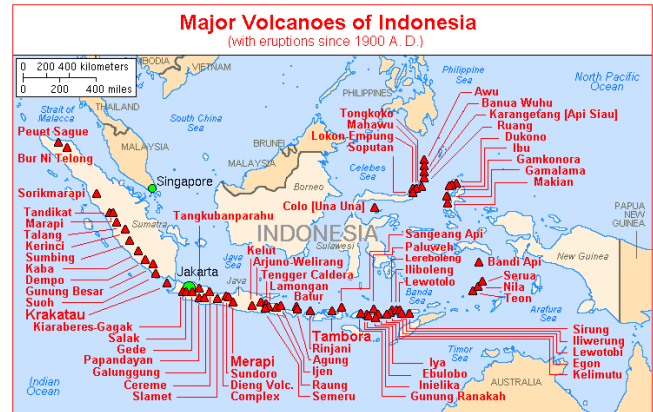 Major Volcanoes of Indonesia
(with eruptions since 1900 A.D.)
0 200 400 kilometers
0 200 400 miles
CAMBODIA
VIETNAM
THAILAND
Strait of
Malacca
South China
Sea
PHILIPPINES
Philippine
Sea
North Pacific
Ocean
MALAYSIA
BRUNEI
MALAYSIA
Celebes
Sea
Singapore
Borneo
Sumatra
INDONESIA
Sulawesi
Java
Sea
Jakarta
Java
Banda
Sea
New Guinea
PAPUA
NEW
GUINEA
Arafura
Sea
Timor
Sea
Indian
Ocean
AUSTRALIA
Peuet Sague
Bur Ni Telong
Sorikmarapi
Tandikat
Marapi
Talang
Kerinci
Sumbing
Kaba
Dempo
Gunung Besar
Suoh
Krakatau
Kiaraberes-Gagak
Salak
Gede
Papandayan
Galunggung
Cereme
Slamet
Tangkubanparahu
Merapi
Sundoro
Dieng Volc.
Complex
Kelut
Arjuno-Welirang
Tengger Caldera
Lamongan
Batur
Tambora
Rinjani
Agung
Ijen
Raung
Semeru
Colo [Una Una]
Tongkoko
Mahawu
Lokon Empung
Soputan
Awu
Banua Wuhu
Karangetang [Api Siau]
Ruang
Dukono
Ibu
Gamkonora
Gamalama
Makian
Sangeang Api
Paluweh
Lereboleng
Iliboleng
Lewotolo
Bandi Api
Serua
Nila
Teon
Sirung
Iliwerung
Lewotobi
Egon
Kelimutu
Iya
Ebulobo
Inielika
Gunung Ranakah